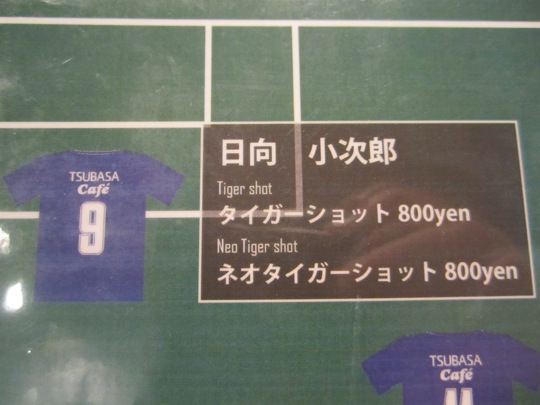 TSUBASA
Café
9
日向 小次郎
Tiger shot
タイガーショット 800yen
Neo Tiger shot
ネオタイガーショット 800yen
TSUBASA
Café